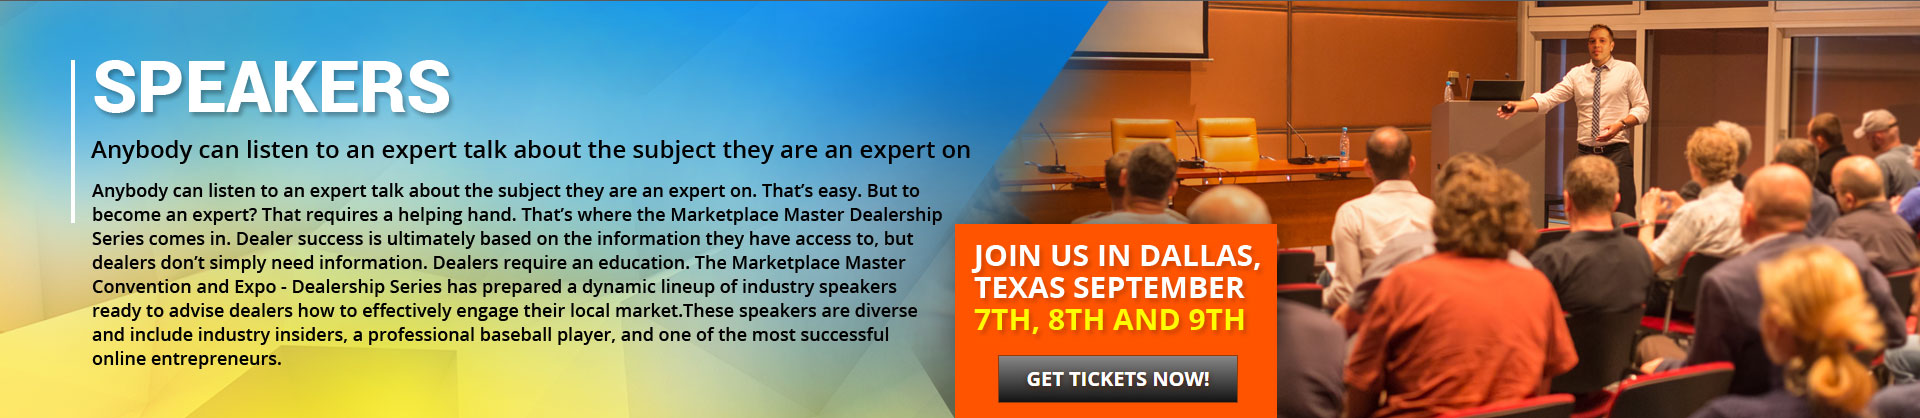 SPEAKERS
Anybody can listen to an expert talk about the subject they are an expert on
Anybody can listen to an expert talk about the subject they are an expert on. That’s easy. But to
become an expert? That requires a helping hand. That’s where the Marketplace Master Dealership
Series comes in. Dealer success is ultimately based on the information they have access to, but
dealers don’t simply need information. Dealers require an education. The Marketplace Master
Convention and Expo - Dealership Series has prepared a dynamic lineup of industry speakers
ready to advise dealers how to effectively engage their local market.These speakers are diverse
and include industry insiders, a professional baseball player, and one of the most successful
online entrepreneurs.
JOIN US IN DALLAS,
TEXAS SEPTEMBER
7TH, 8TH AND 9TH
GET TICKETS NOW!